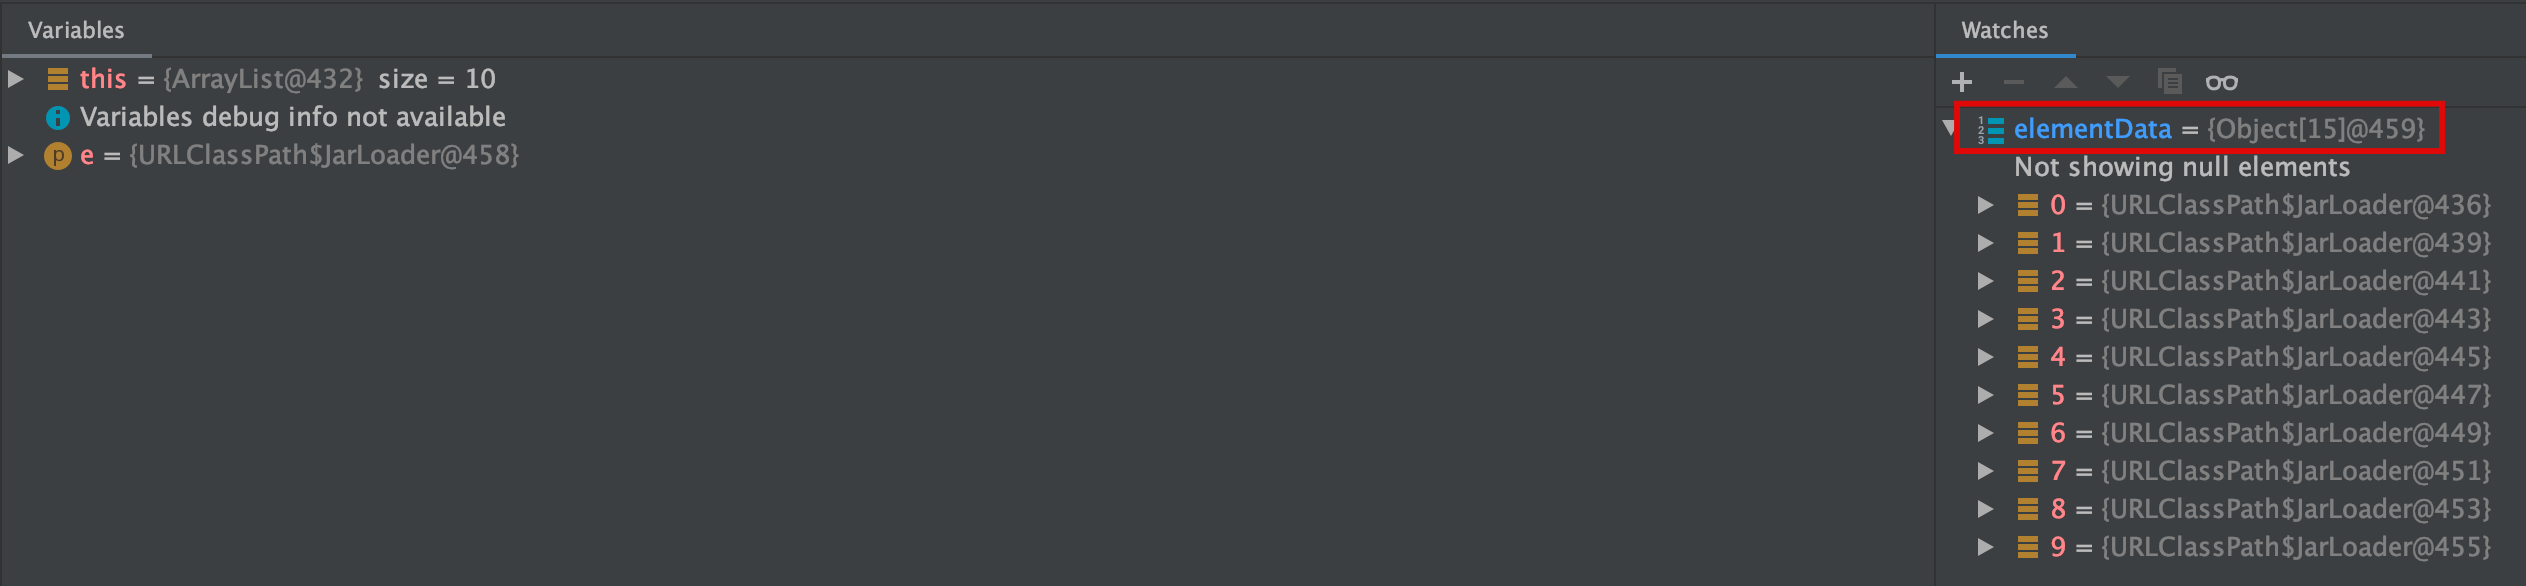 Variables
this = {ArrayList@432} size = 10
Variables debug info not available
p e = {URLClassPath$JarLoader@458}
Watches
1 2 3 elementData = {Object[15]@459}
Not showing null elements
0 = {URLClassPath$JarLoader@436}
1 = {URLClassPath$JarLoader@439}
2 = {URLClassPath$JarLoader@441}
3 = {URLClassPath$JarLoader@443}
4 = {URLClassPath$JarLoader@445}
5 = {URLClassPath$JarLoader@447}
6 = {URLClassPath$JarLoader@449}
7 = {URLClassPath$JarLoader@451}
8 = {URLClassPath$JarLoader@453}
9 = {URLClassPath$JarLoader@455}